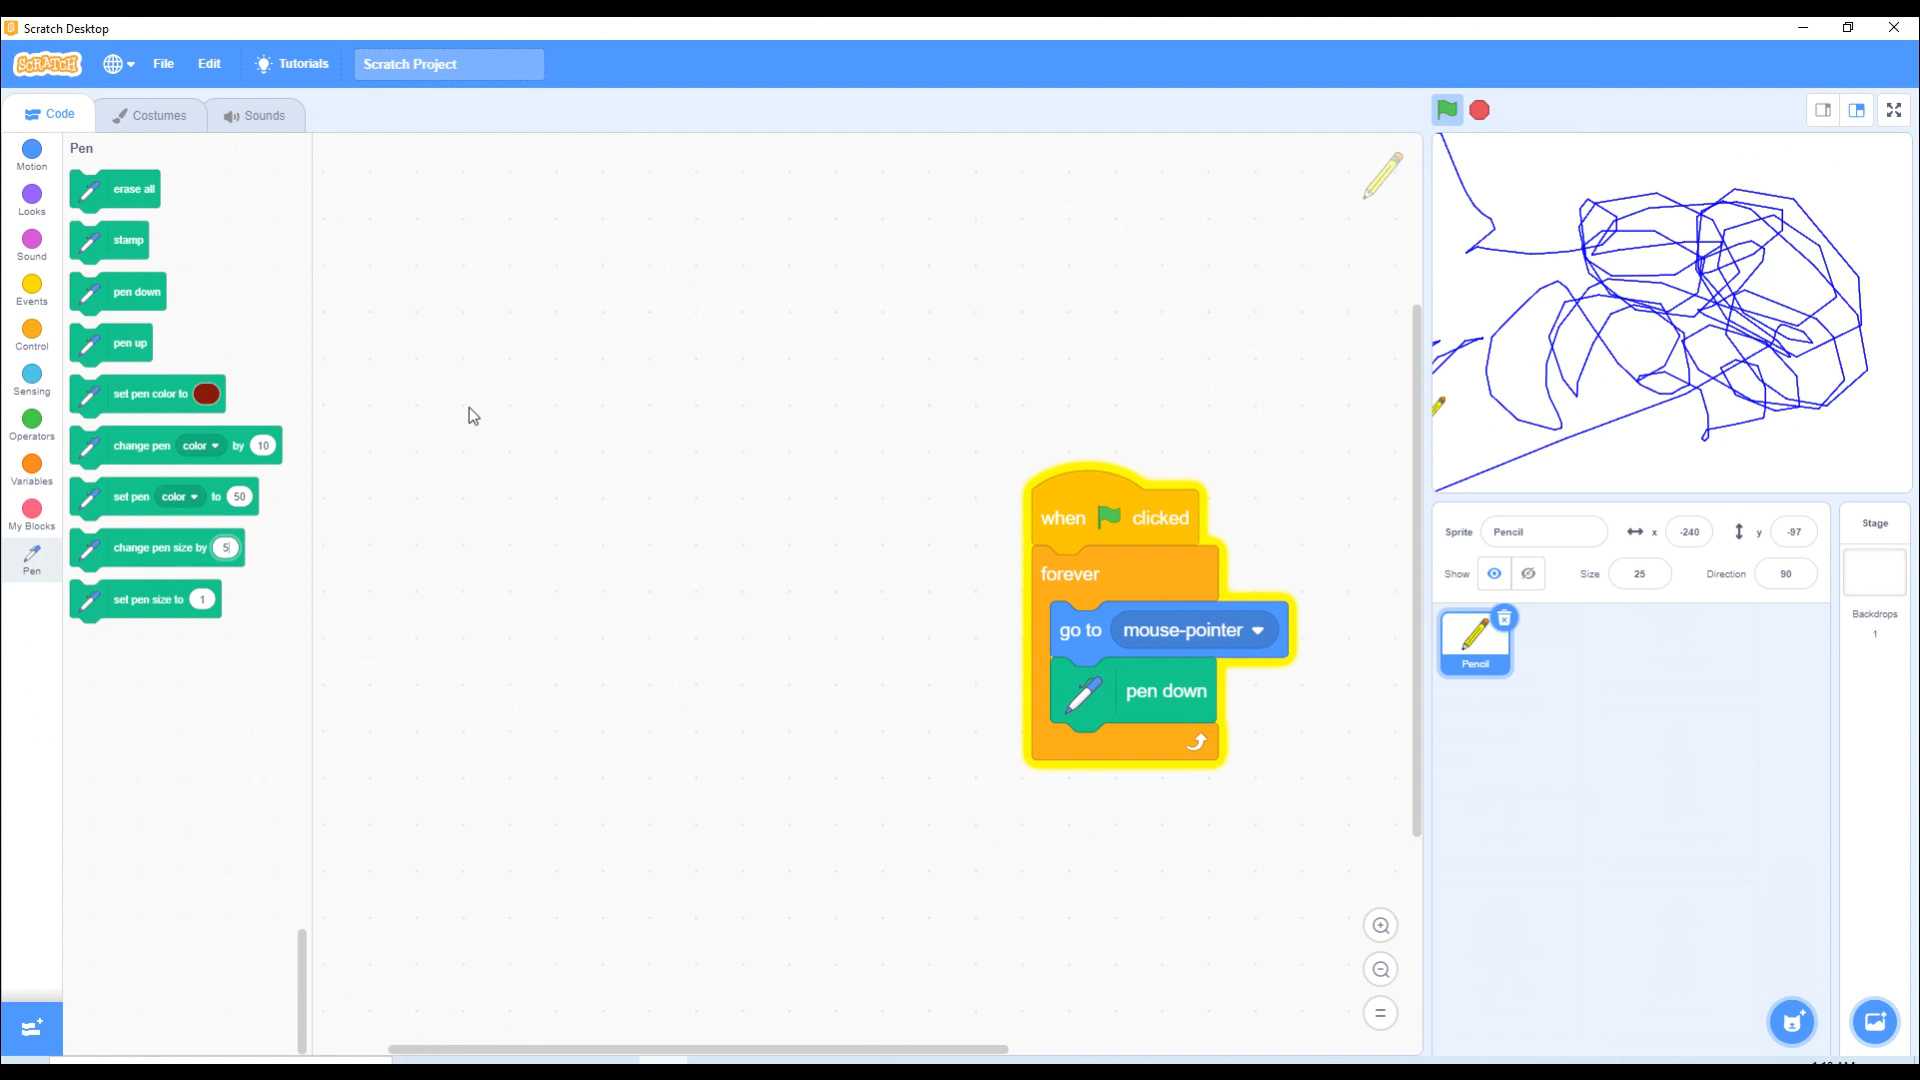 Scratch Desktop
SCRATCH File Edit Tutorials Scratch Project
Code Costumes Sounds
Motion
Looks
Sound
Events
Control
Sensing
Operators
Variables
My Blocks
Pen
Pen
erase all
stamp
pen down
pen up
set pen color to
change pen color by 10
set pen color to 50
change pen size by 5
set pen size to 1
when clicked
forever
go to mouse-pointer
pen down
Sprite Pencil x -240 y -97
Show Size 25 Direction 90
Pencil
Stage
Backdrops
1